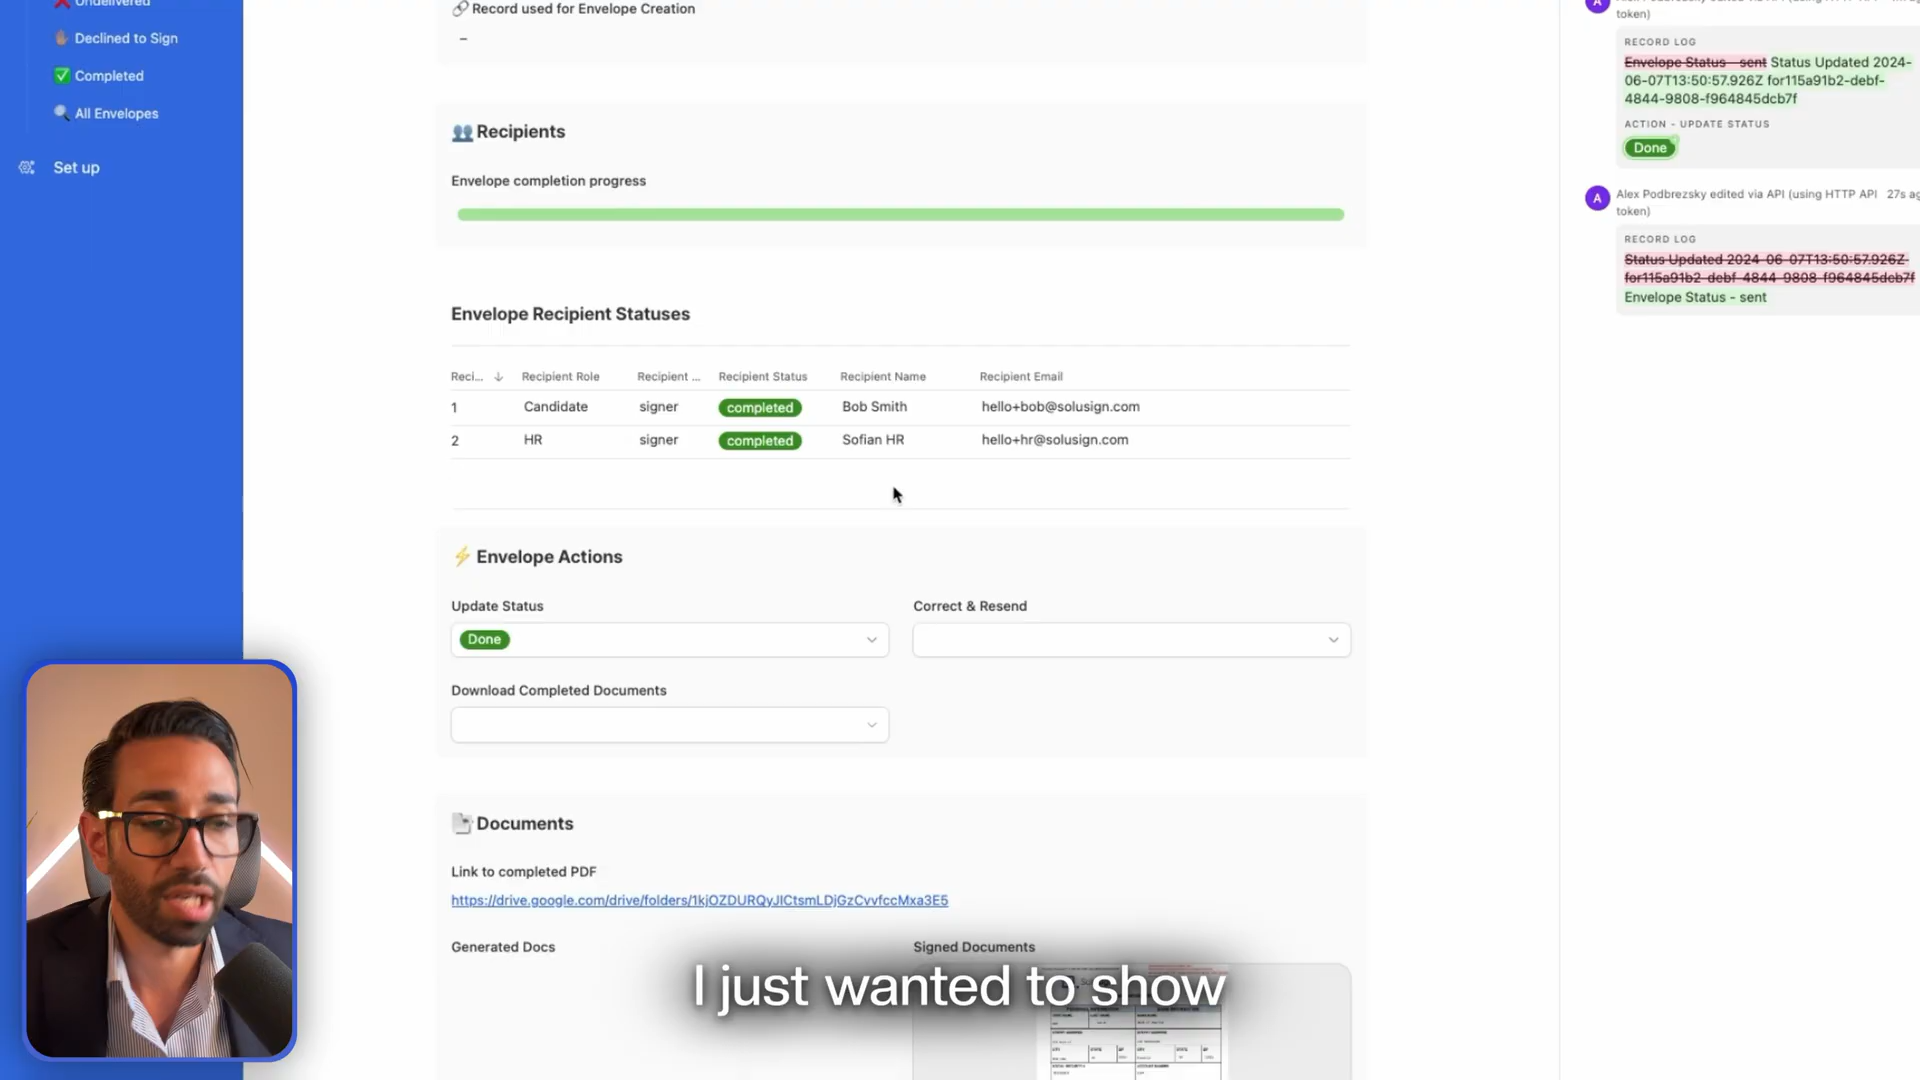 Undelivered
Declined to Sign
Completed
All Envelopes
Set up
Record used for Envelope Creation
–
Recipients
Envelope completion progress
Envelope Recipient Statuses
Reci... Recipient Role Recipient ... Recipient Status Recipient Name Recipient Email
1 Candidate signer completed Bob Smith hello+bob@solusign.com
2 HR signer completed Sofian HR hello+hr@solusign.com
Envelope Actions
Update Status Correct & Resend
Done
Download Completed Documents
Documents
Link to completed PDF
https://drive.google.com/drive/folders/1kjOZDURQyJlCtsmLDjGzCvvfccMxa3E5
Generated Docs Signed Documents
I just wanted to show
A
token)
RECORD LOG
Envelope Status - sent Status Updated 2024-
06-07T13:50:57.926Z for115a91b2-debf-
4844-9808-f964845dcb7f
ACTION - UPDATE STATUS
Done
A
Alex Podbrezsky edited via API (using HTTP API 27s ag
token)
RECORD LOG
Status Updated 2024-06-07T13:50:57.926Z
for115a91b2-debf-4844-9808-f964845dcb7f
Envelope Status - sent